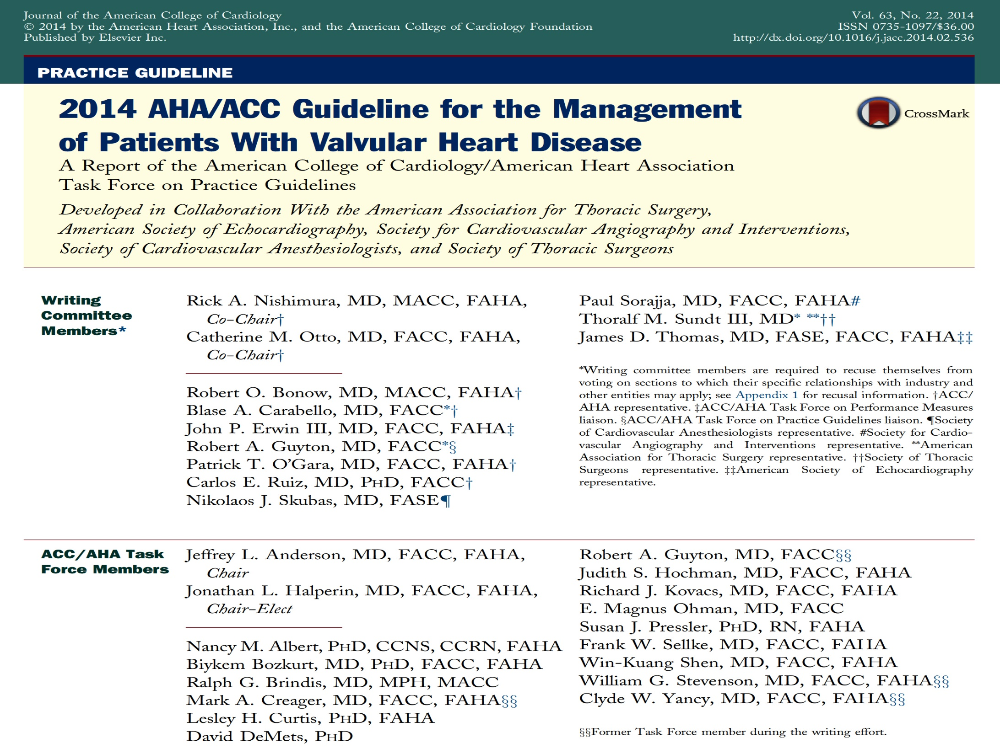 Journal of the American College of Cardiology
© 2014 by the American Heart Association, Inc., and the American College of Cardiology Foundation
Published by Elsevier Inc.
Vol. 63, No. 22, 2014
ISSN 0735-1097/$36.00
http://dx.doi.org/10.1016/j.jacc.2014.02.536
PRACTICE GUIDELINE
2014 AHA/ACC Guideline for the Management
of Patients With Valvular Heart Disease
CrossMark
A Report of the American College of Cardiology/American Heart Association
Task Force on Practice Guidelines
Developed in Collaboration With the American Association for Thoracic Surgery,
American Society of Echocardiography, Society for Cardiovascular Angiography and Interventions,
Society of Cardiovascular Anesthesiologists, and Society of Thoracic Surgeons
Writing
Committee
Members*
Rick A. Nishimura, MD, MACC, FAHA,
Co-Chair†
Catherine M. Otto, MD, FACC, FAHA,
Co-Chair†
Robert O. Bonow, MD, MACC, FAHA†
Blase A. Carabello, MD, FACC*†
John P. Erwin III, MD, FACC, FAHA‡
Robert A. Guyton, MD, FACC*§
Patrick T. O'Gara, MD, FACC, FAHA†
Carlos E. Ruiz, MD, PHD, FACC†
Nikolaos J. Skubas, MD, FASE¶
Paul Sorajja, MD, FACC, FAHA#
Thoralf M. Sundt III, MD* **††
James D. Thomas, MD, FASE, FACC, FAHA‡‡
*Writing committee members are required to recuse themselves from
voting on sections to which their specific relationships with industry and
other entities may apply; see Appendix 1 for recusal information. †ACC/
AHA representative. ‡ACC/AHA Task Force on Performance Measures
liaison. §ACC/AHA Task Force on Practice Guidelines liaison. ¶Society
of Cardiovascular Anesthesiologists representative. #Society for Cardio-
vascular Angiography and Interventions representative. **American
Association for Thoracic Surgery representative. ††Society of Thoracic
Surgeons representative. ‡‡American Society of Echocardiography
representative.
ACC/AHA Task
Force Members
Jeffrey L. Anderson, MD, FACC, FAHA,
Chair
Jonathan L. Halperin, MD, FACC, FAHA,
Chair-Elect
Nancy M. Albert, PHD, CCNS, CCRN, FAHA
Biykem Bozkurt, MD, PHD, FACC, FAHA
Ralph G. Brindis, MD, MPH, MACC
Mark A. Creager, MD, FACC, FAHA§§
Lesley H. Curtis, PHD, FAHA
David DeMets, PHD
Robert A. Guyton, MD, FACC§§
Judith S. Hochman, MD, FACC, FAHA
Richard J. Kovacs, MD, FACC, FAHA
E. Magnus Ohman, MD, FACC
Susan J. Pressler, PHD, RN, FAHA
Frank W. Sellke, MD, FACC, FAHA
Win-Kuang Shen, MD, FACC, FAHA
William G. Stevenson, MD, FACC, FAHA§§
Clyde W. Yancy, MD, FACC, FAHA§§
§§Former Task Force member during the writing effort.